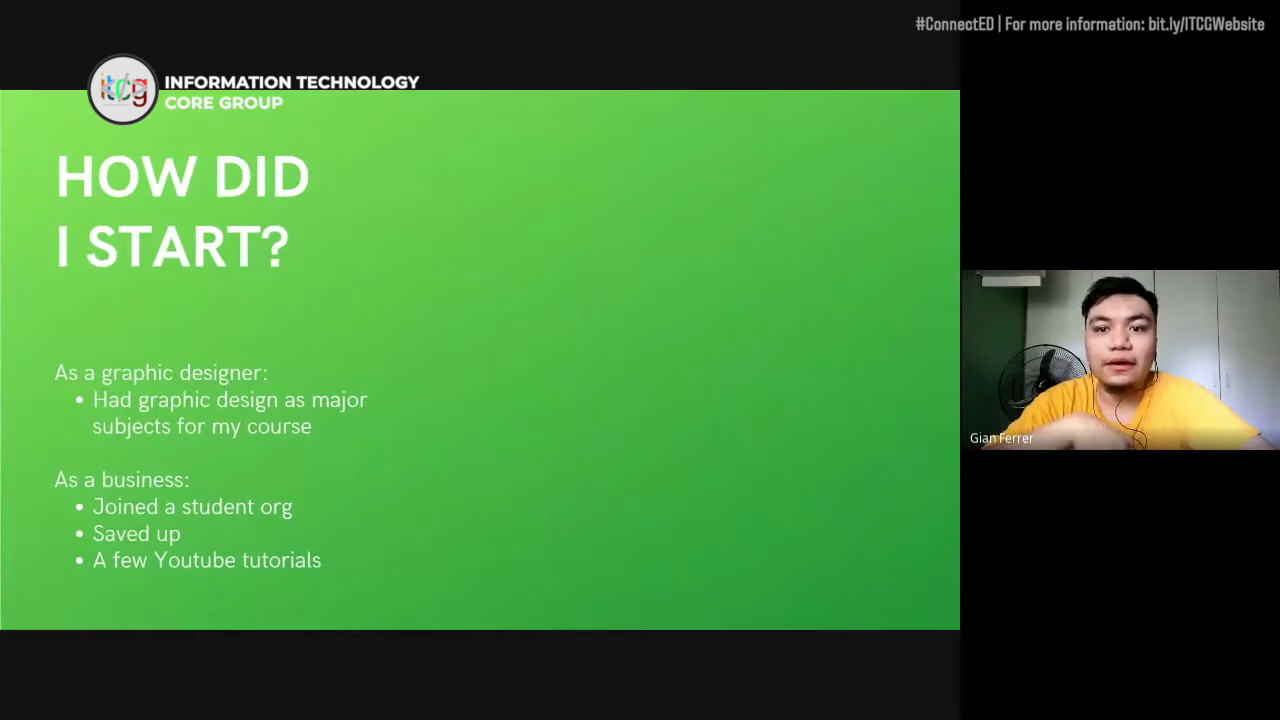 #ConnectED | For more information: bit.ly/ITCGWebsite
itcg
INFORMATION TECHNOLOGY
CORE GROUP
HOW DID
I START?
As a graphic designer:
• Had graphic design as major
subjects for my course
As a business:
• Joined a student org
• Saved up
• A few Youtube tutorials
Gian Ferrer